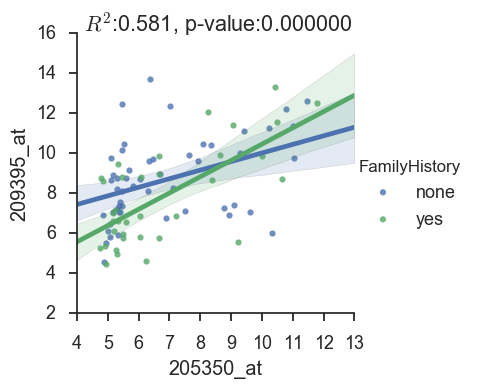 R²:0.581, p-value:0.000000
16
14
12
10
8
6
4
2
209395_at
4 5 6 7 8 9 10 11 12 13
205350_at
FamilyHistory
none
yes